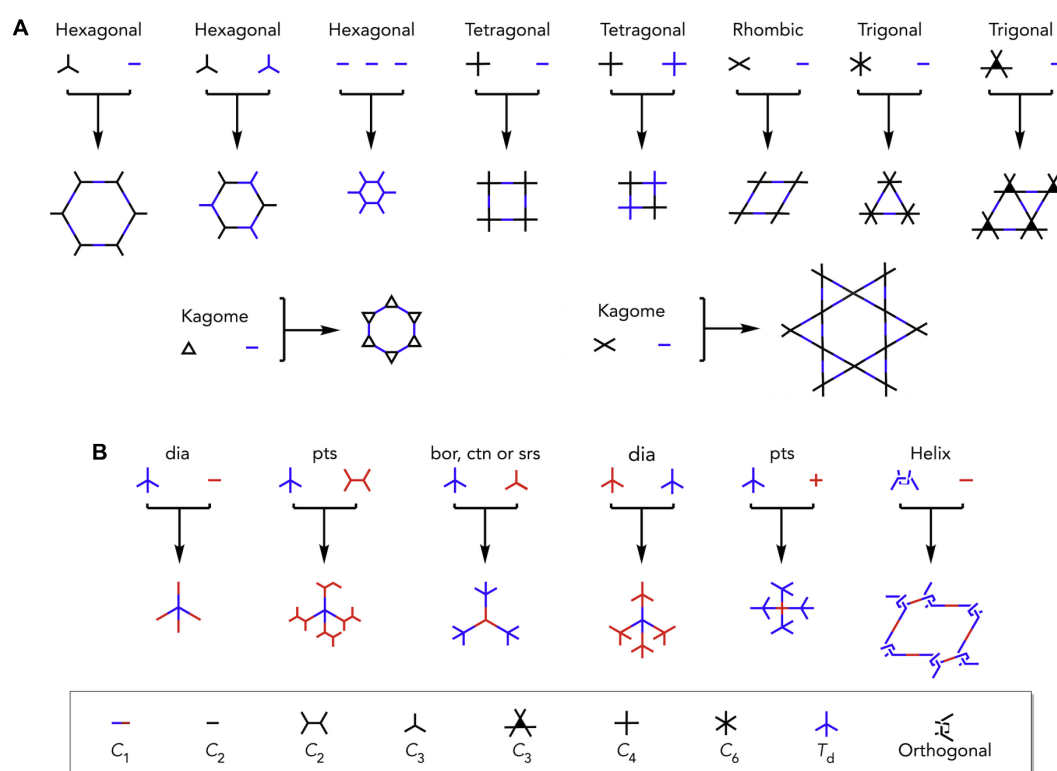 A
Hexagonal Hexagonal Hexagonal Tetragonal Tetragonal Rhombic Trigonal Trigonal
Kagome
Kagome
B
dia pts bor, ctn or srs dia pts Helix
C1 C2 C2 C3 C3 C4 C6 Td Orthogonal